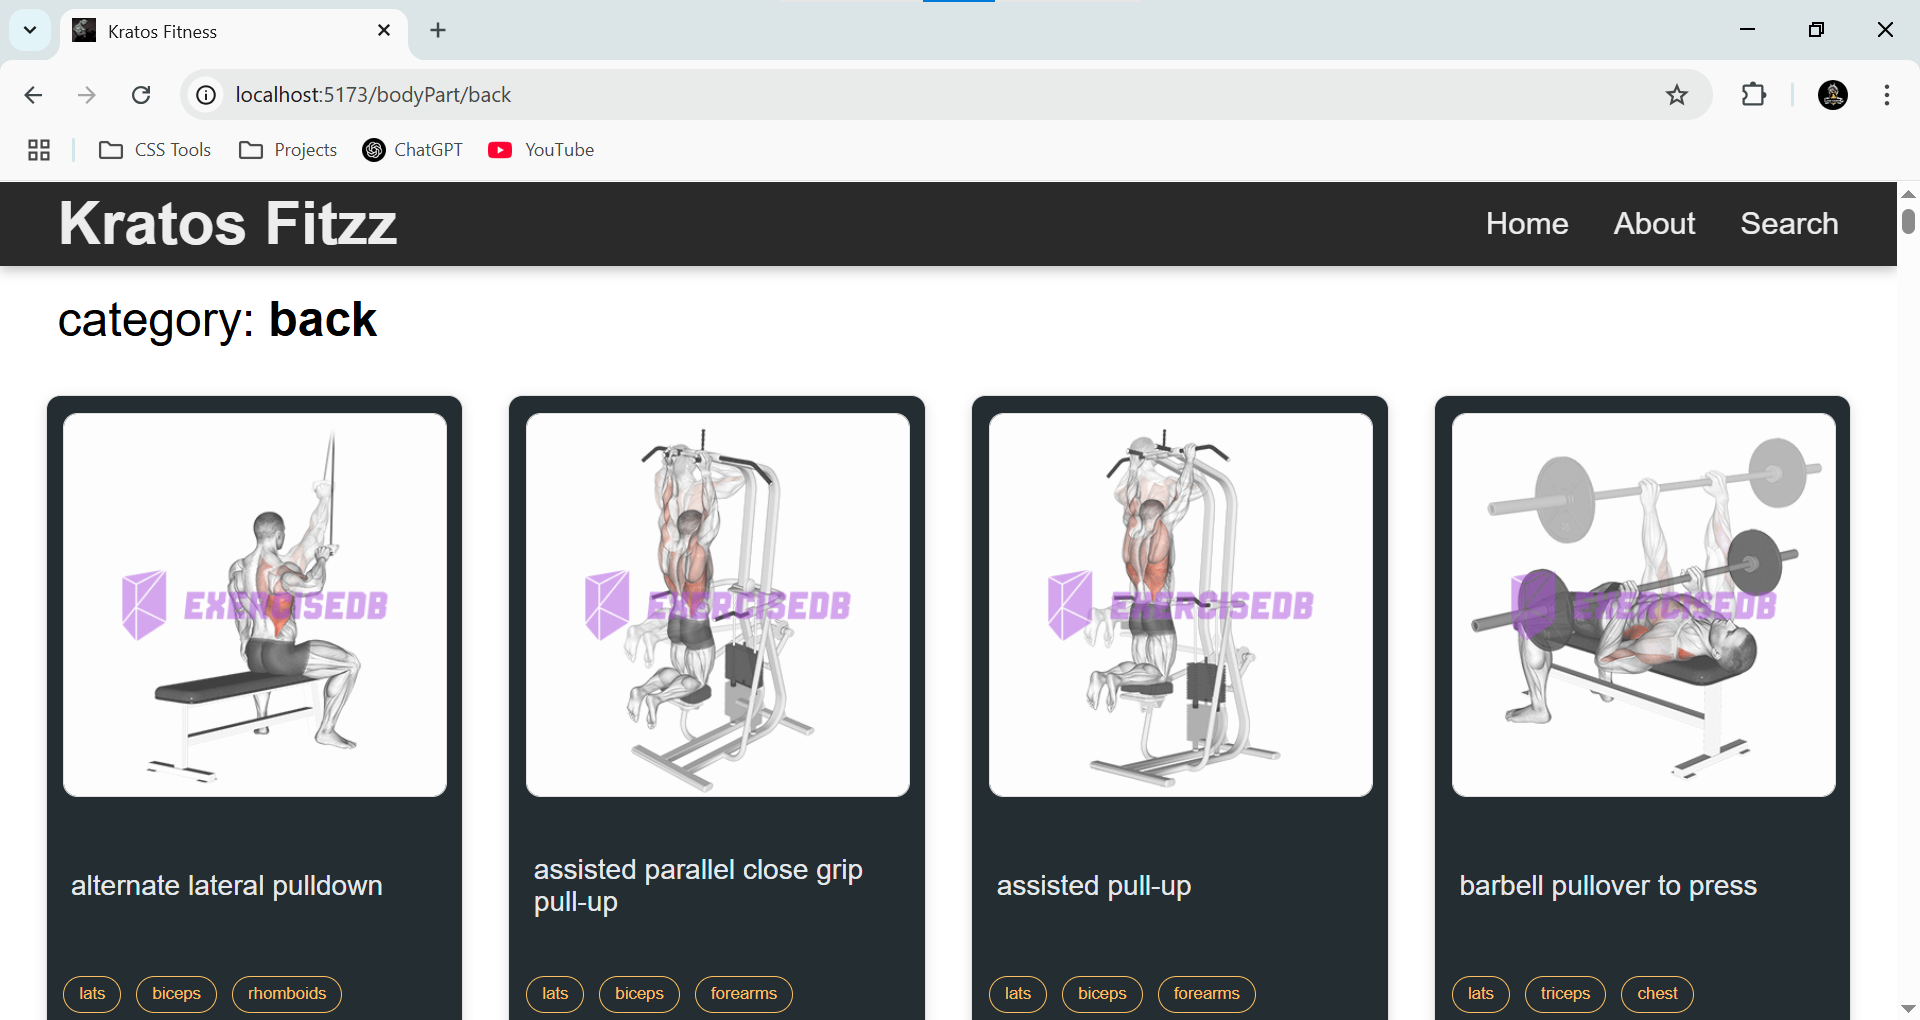 Kratos Fitness
localhost:5173/bodyPart/back
CSS Tools Projects ChatGPT YouTube
Kratos Fitzz Home About Search
category: back
EXERCISEDB EXERCISEDB EXERCISEDB EXERCISEDB
alternate lateral pulldown
assisted parallel close grip
pull-up
assisted pull-up
barbell pullover to press
lats biceps rhomboids
lats biceps forearms
lats biceps forearms
lats triceps chest